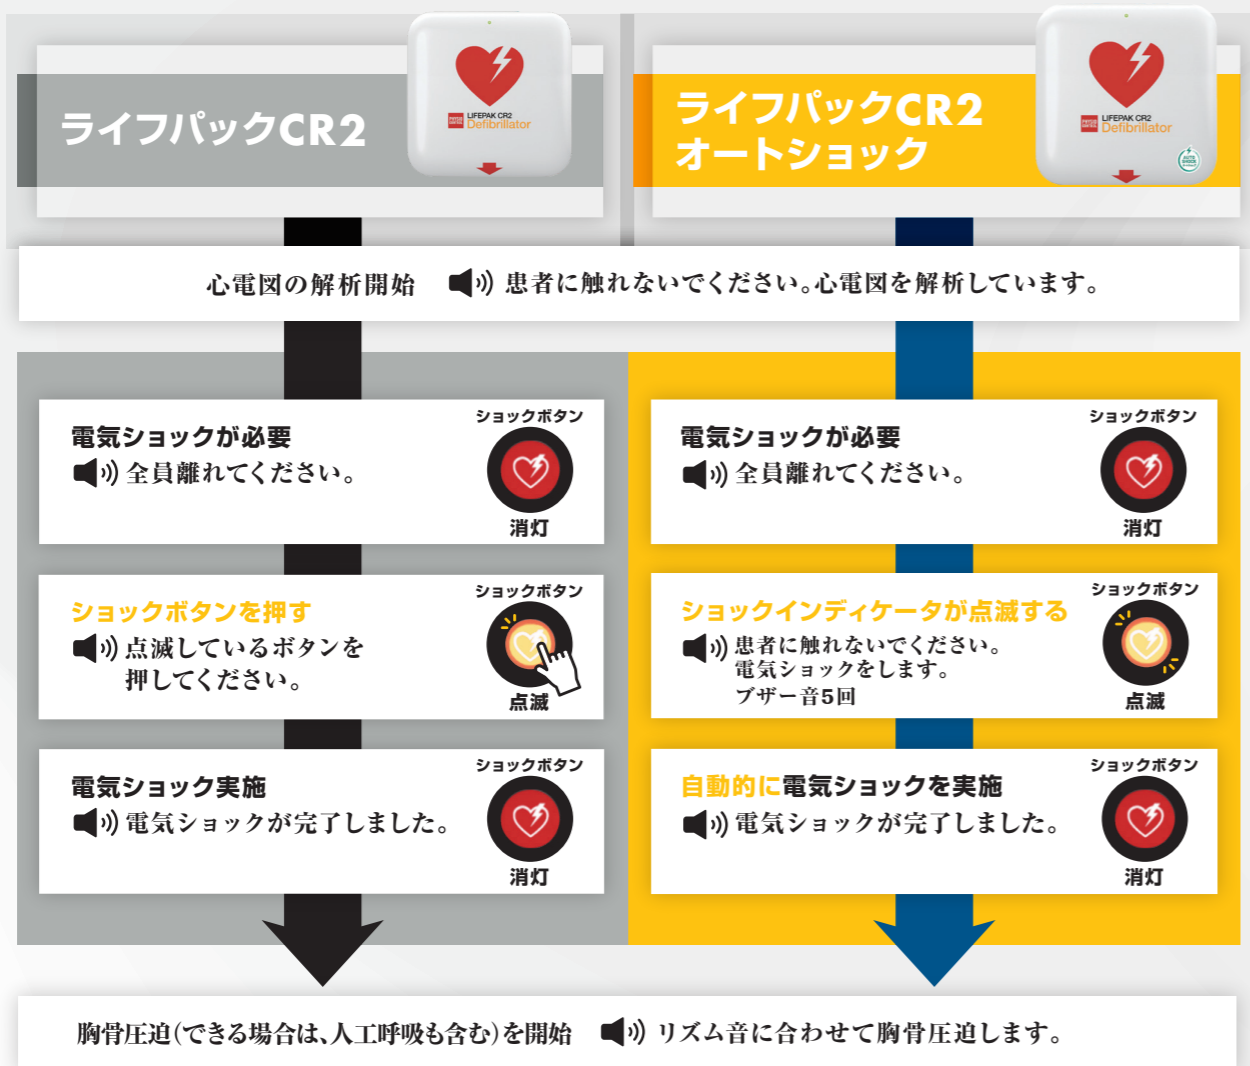 ライフパックCR2
LIFEPAK CR2
Defibrillator
ライフパックCR2
オートショック
LIFEPAK CR2
Defibrillator
AUTO
SHOCK
心電図の解析開始 患者に触れないでください。心電図を解析しています。
電気ショックが必要
全員離れてください。
ショックボタン
消灯
ショックボタンを押す
点滅しているボタンを
押してください。
ショックボタン
点滅
電気ショック実施
電気ショックが完了しました。
ショックボタン
消灯
電気ショックが必要
全員離れてください。
ショックボタン
消灯
ショックインディケータが点滅する
患者に触れないでください。
電気ショックをします。
ブザー音5回
ショックボタン
点滅
自動的に電気ショックを実施
電気ショックが完了しました。
ショックボタン
消灯
胸骨圧迫(できる場合は、人工呼吸も含む)を開始 リズム音に合わせて胸骨圧迫します。